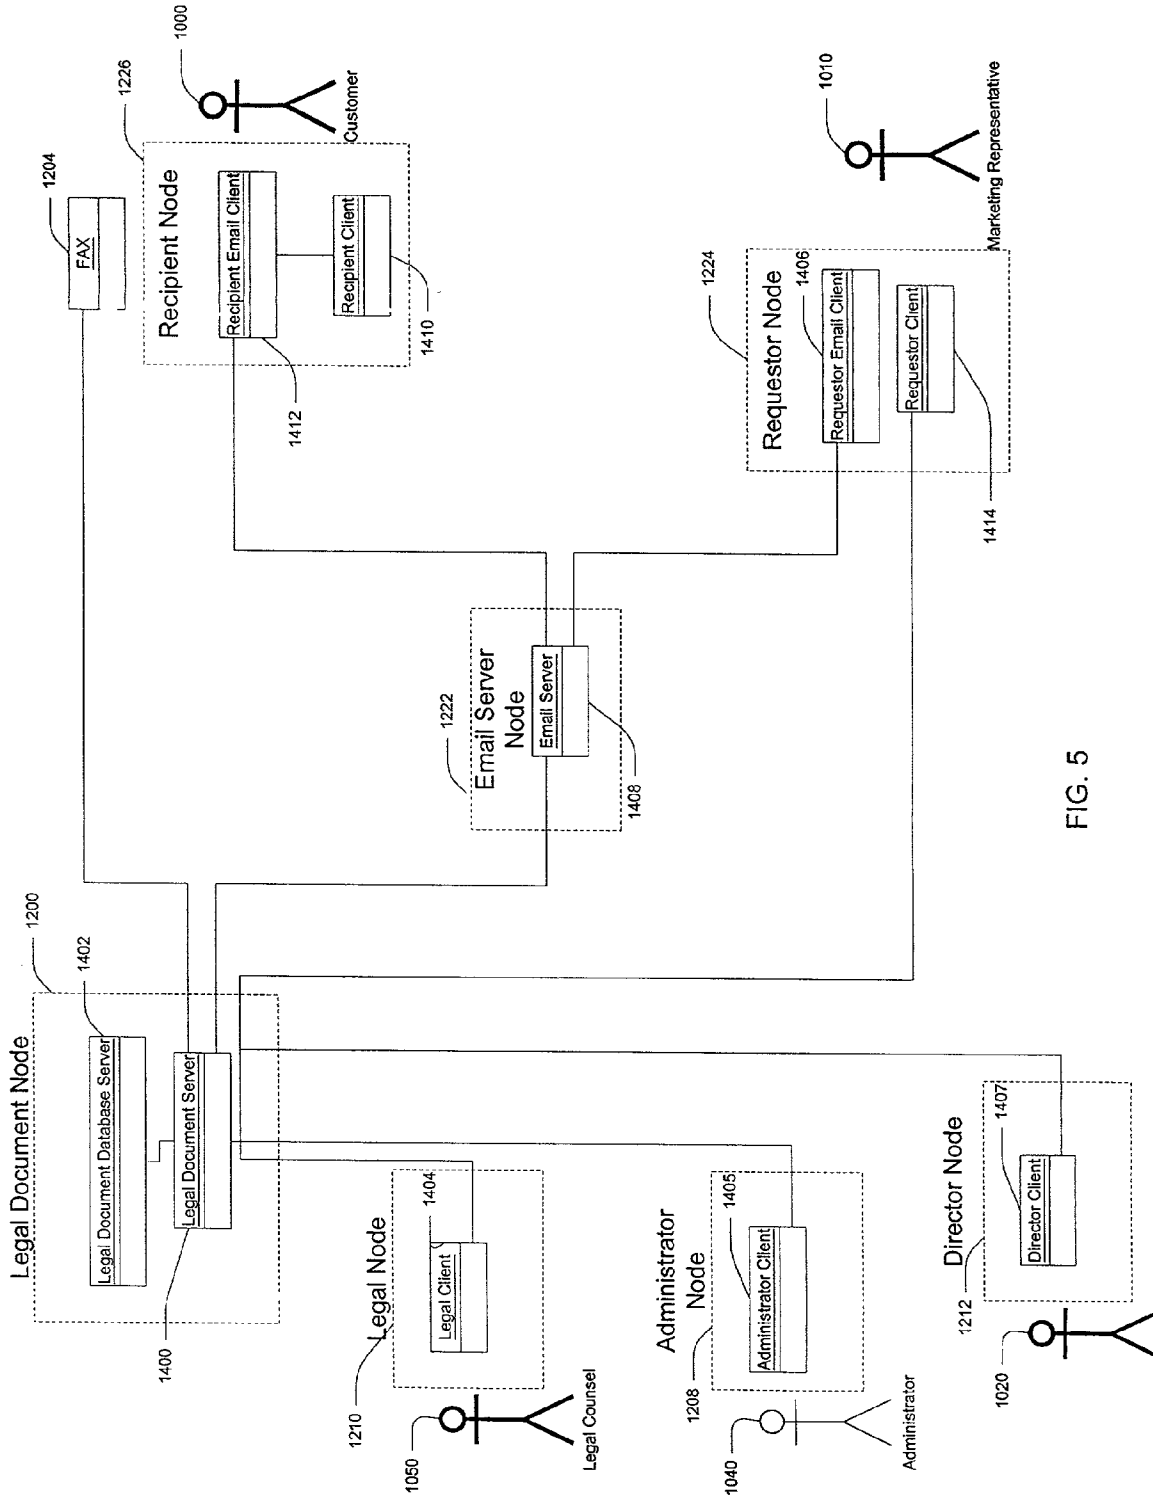 Legal Document Node
1200
1402
Legal Document Database Server
Legal Document Server
1400
FAX
1204
Recipient Node
1226
Recipient Email Client
Recipient Client
1412
1410
1000
Customer
Email Server
Node
1222
Email Server
1408
Legal Node
1210
1404
Legal Client
1050
Legal Counsel
Administrator
Node
1208
1405
Administrator Client
1040
Administrator
Director Node
1212
1407
Director Client
1020
Requestor Node
1224
1406
Requestor Email Client
Requestor Client
1414
1010
Marketing Representative
FIG. 5